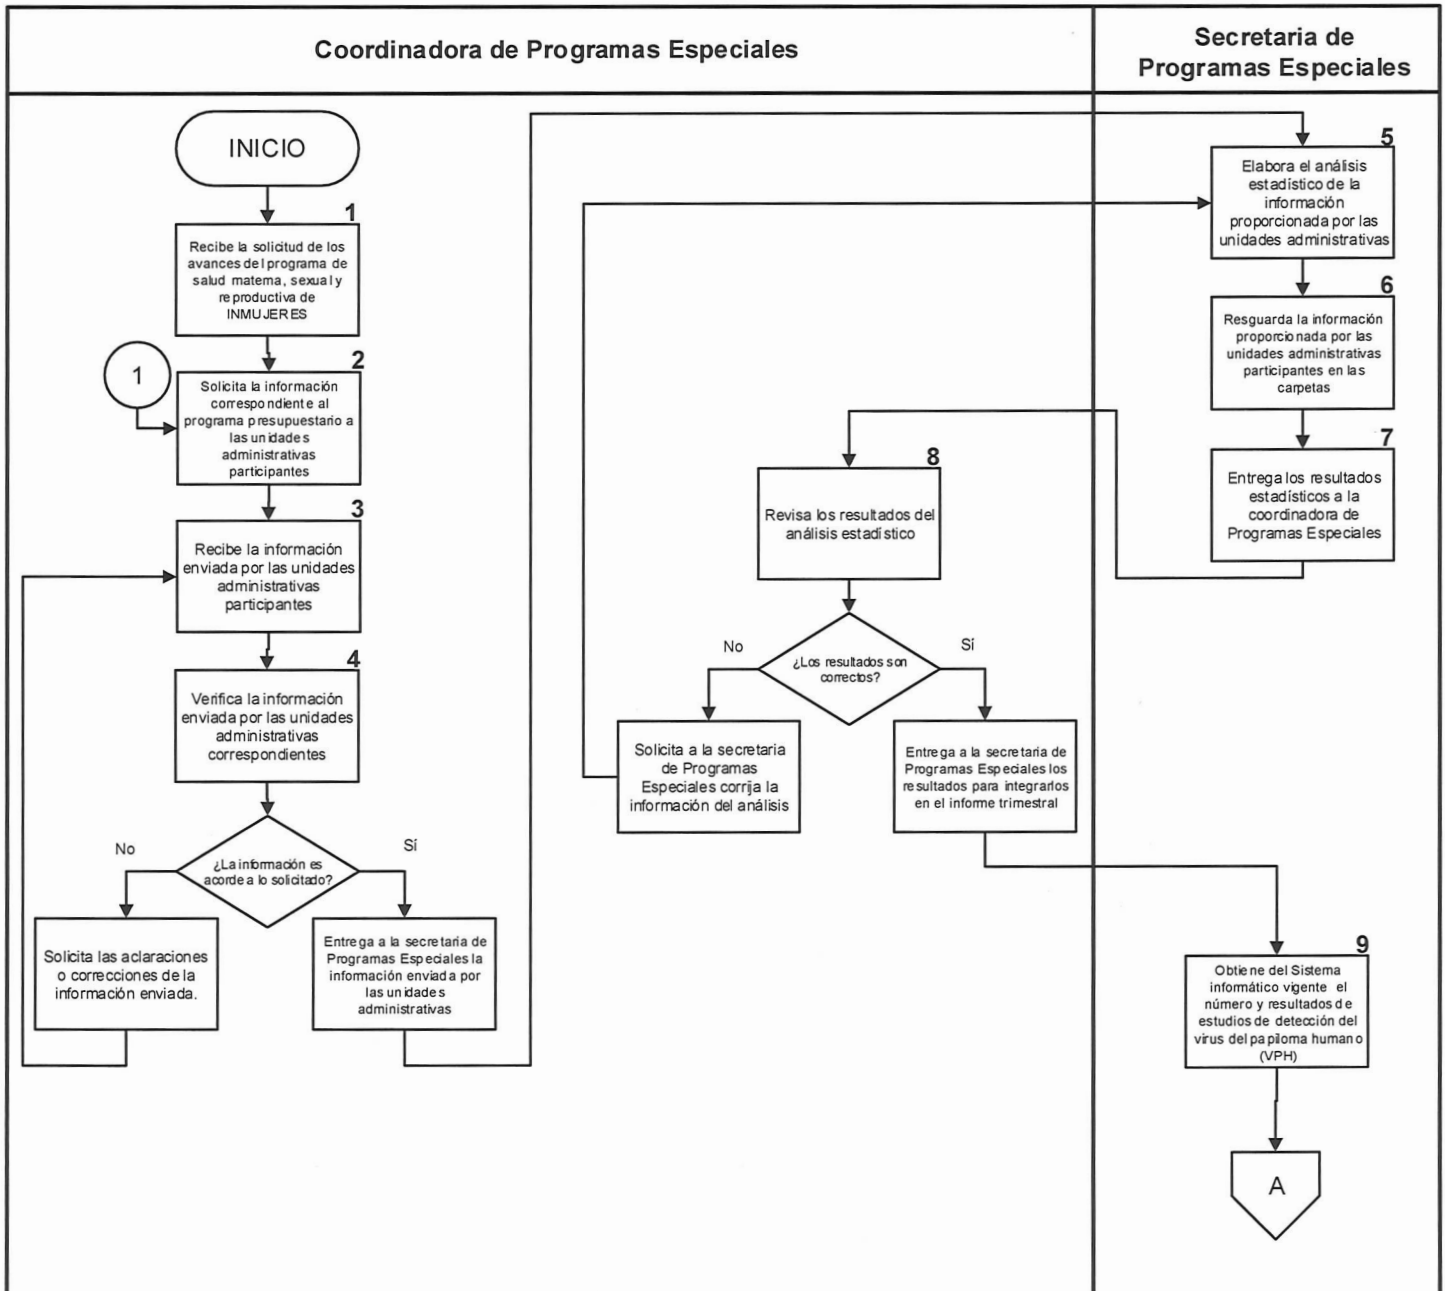 Coordinadora de Programas Especiales
Secretaria de
Programas Especiales
INICIO
1
Recibe la solicitud de los
avances del programa de
salud materna, sexual y
reproductiva de
INMUJERES
1
2
Solicita la información
correspondiente al
programa presupuestario a
las unidades
administrativas
participantes
3
Recibe la información
enviada por las unidades
administrativas
participantes
4
Verifica la información
enviada por las unidades
administrativas
correspondientes
¿La información es
acorde a lo solicitado?
No
Sí
Solicita las aclaraciones
o correcciones de la
información enviada.
Entrega a la secretaria de
Programas Especiales la
información enviada por
las unidades
administrativas
5
Elabora el análisis
estadístico de la
información
proporcionada por las
unidades administrativas
6
Resguarda la información
proporcionada por las
unidades administrativas
participantes en las
carpetas
7
Entrega los resultados
estadísticos a la
coordinadora de
Programas Especiales
8
Revisa los resultados del
análisis estadístico
¿Los resultados son
correctos?
No
Sí
Solicita a la secretaria
de Programas
Especiales corrija la
información del análisis
Entrega a la secretaria de
Programas Especiales los
resultados para integrarlos
en el informe trimestral
9
Obtiene del Sistema
informático vigente el
número y resultados de
estudios de detección del
virus del papiloma humano
(VPH)
A